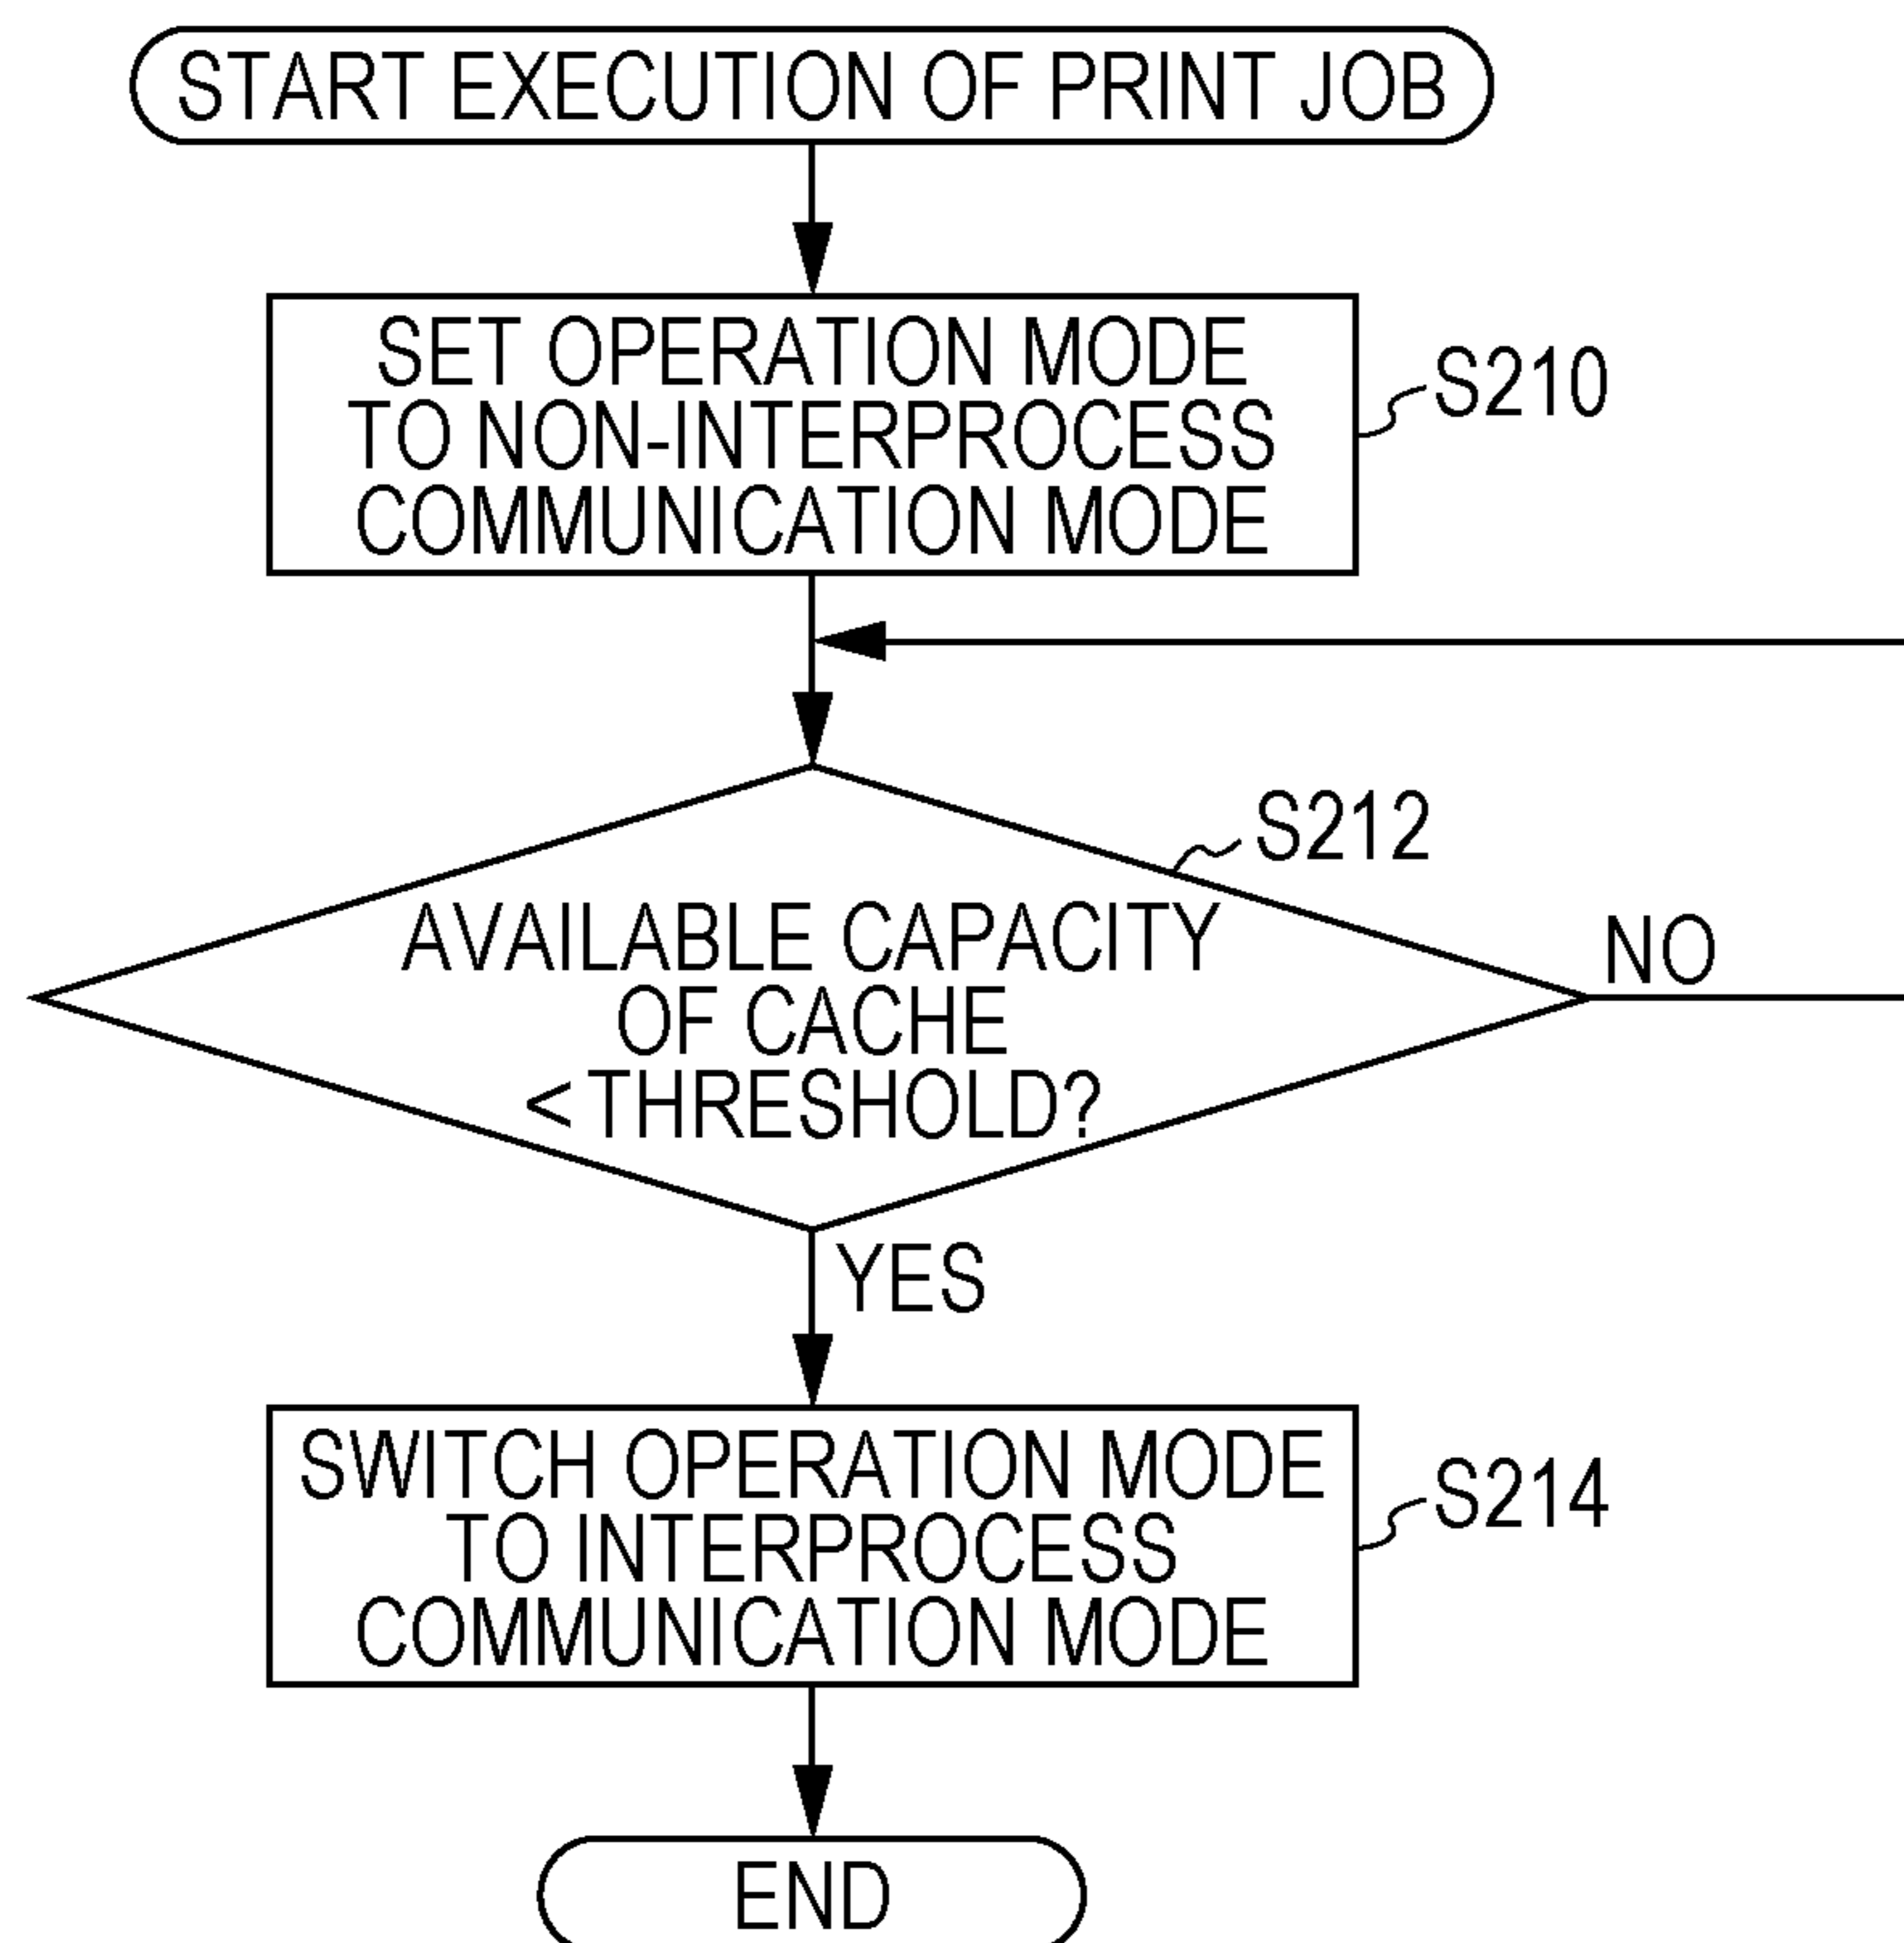 START EXECUTION OF PRINT JOB
SET OPERATION MODE
TO NON-INTERPROCESS
COMMUNICATION MODE
S210
S212
AVAILABLE CAPACITY
OF CACHE
< THRESHOLD?
NO
YES
SWITCH OPERATION MODE
TO INTERPROCESS
COMMUNICATION MODE
S214
END